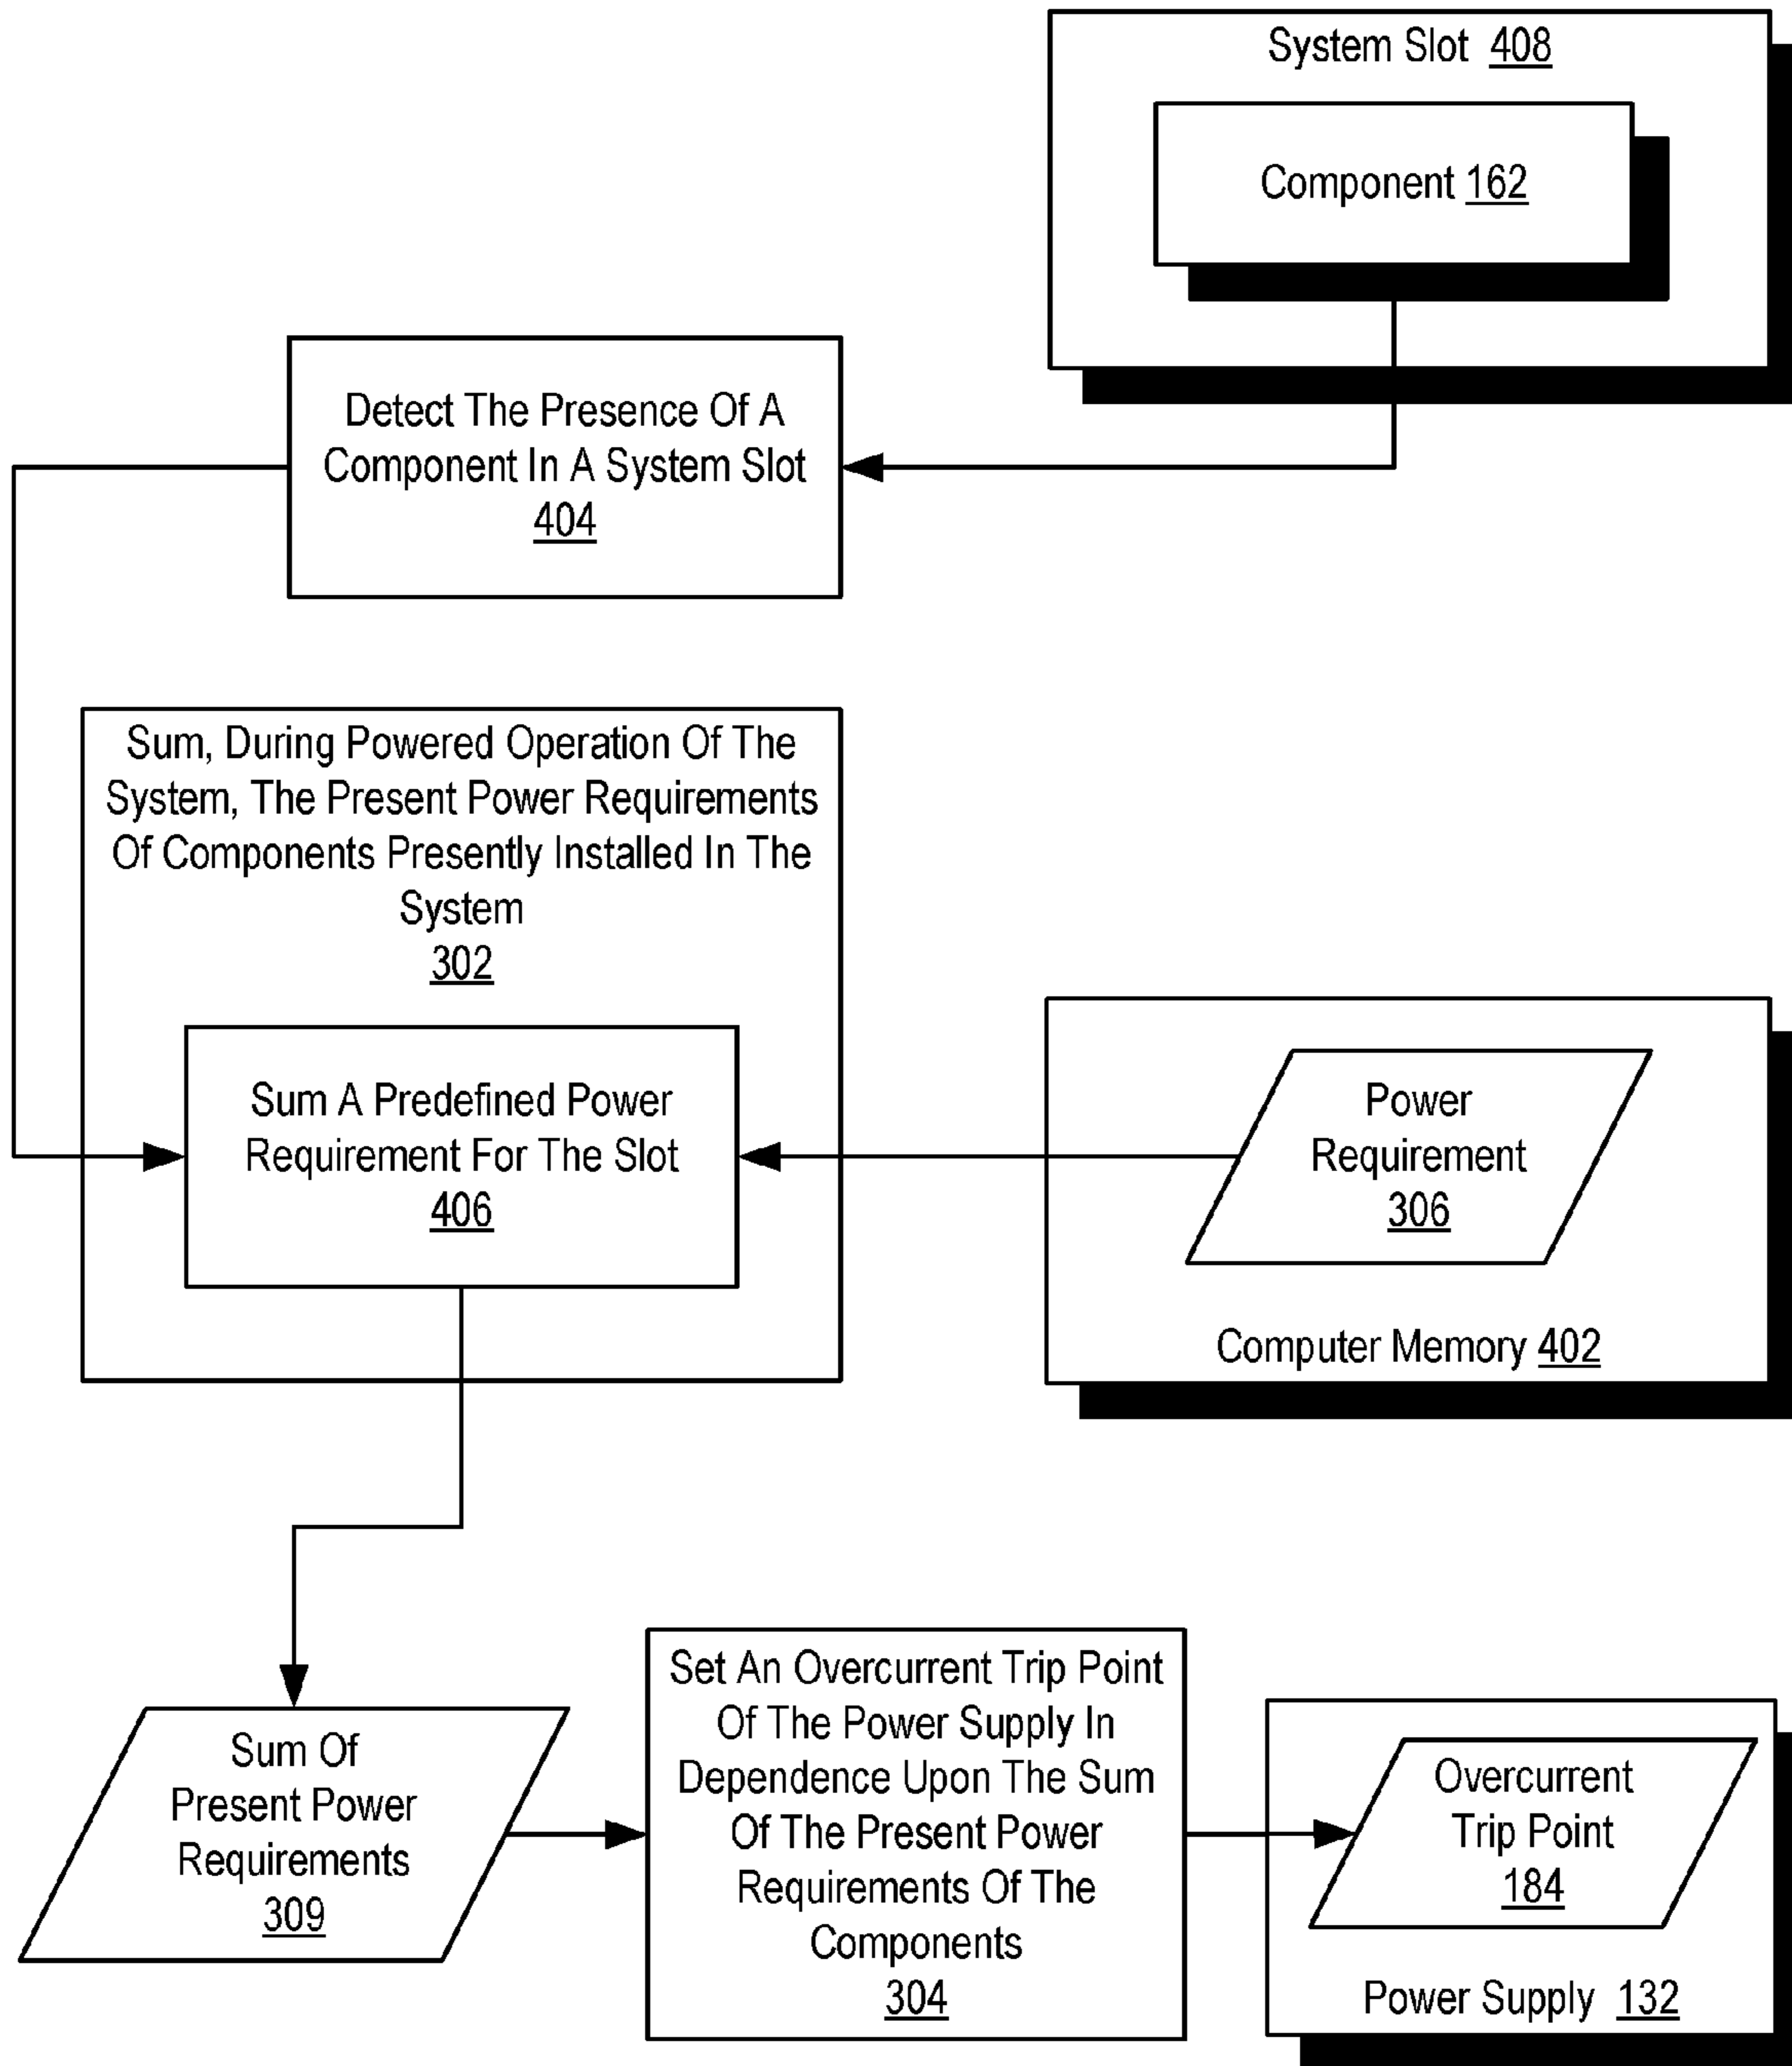 System Slot 408
Component 162
Detect The Presence Of A
Component In A System Slot
404
Sum, During Powered Operation Of The
System, The Present Power Requirements
Of Components Presently Installed In The
System
302
Sum A Predefined Power
Requirement For The Slot
406
Power
Requirement
306
Computer Memory 402
Sum Of
Present Power
Requirements
309
Set An Overcurrent Trip Point
Of The Power Supply In
Dependence Upon The Sum
Of The Present Power
Requirements Of The
Components
304
Overcurrent
Trip Point
184
Power Supply 132